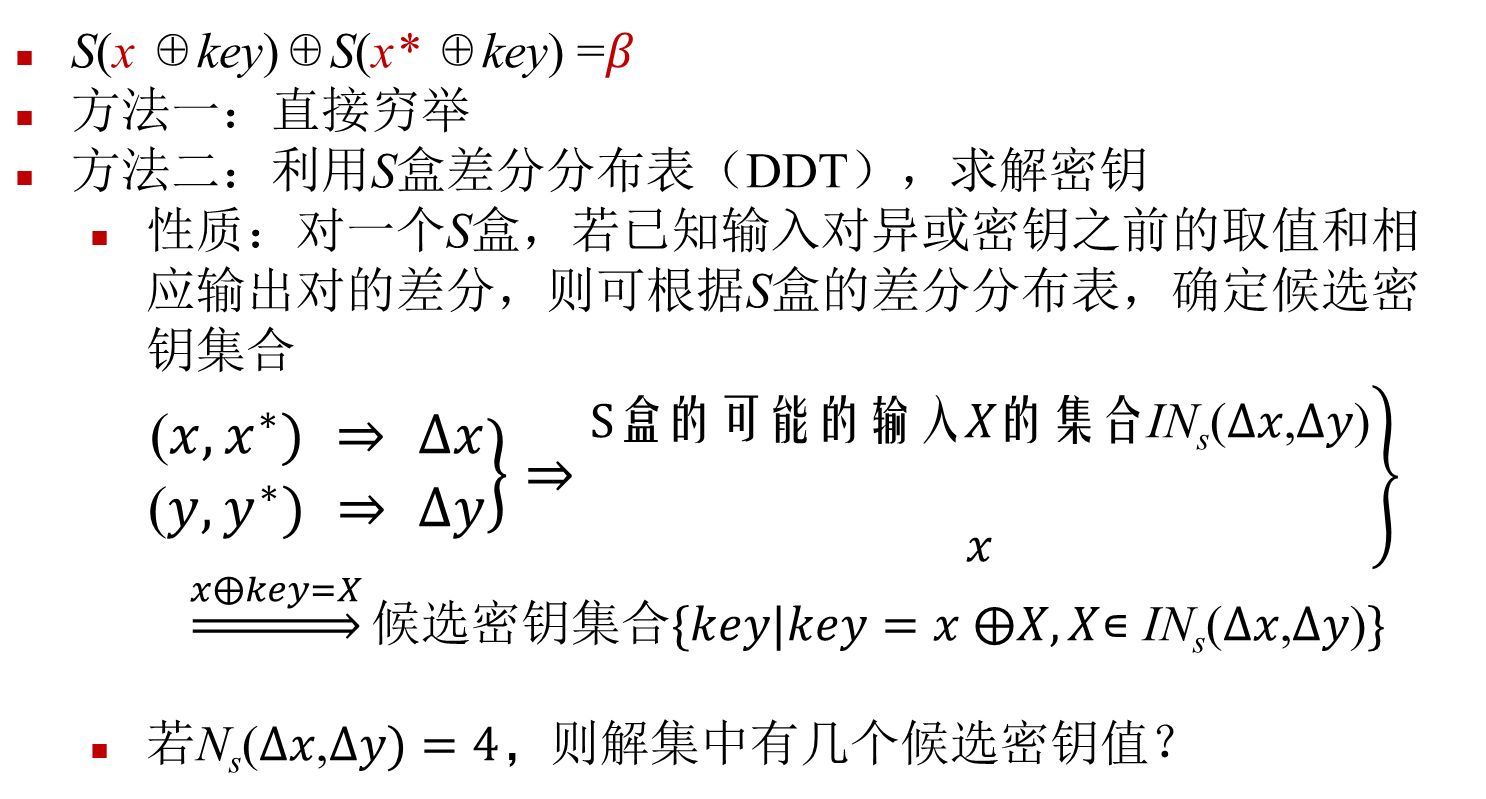 S(x ⊕key)⊕S(x* ⊕key) =β
方法一：直接穷举
方法二：利用S盒差分分布表（DDT），求解密钥
性质：对一个S盒，若已知输入对异或密钥之前的取值和相
应输出对的差分，则可根据S盒的差分分布表，确定候选密
钥集合
(x, x*) ⇒ Δx
(y, y*) ⇒ Δy
} ⇒
S盒的可能的输入X的集合INs(Δx,Δy)
x
}
x⊕key=X
⟹ 候选密钥集合{key|key = x ⊕X, X∈ INs(Δx,Δy)}
若Ns(Δx,Δy) = 4，则解集中有几个候选密钥值？